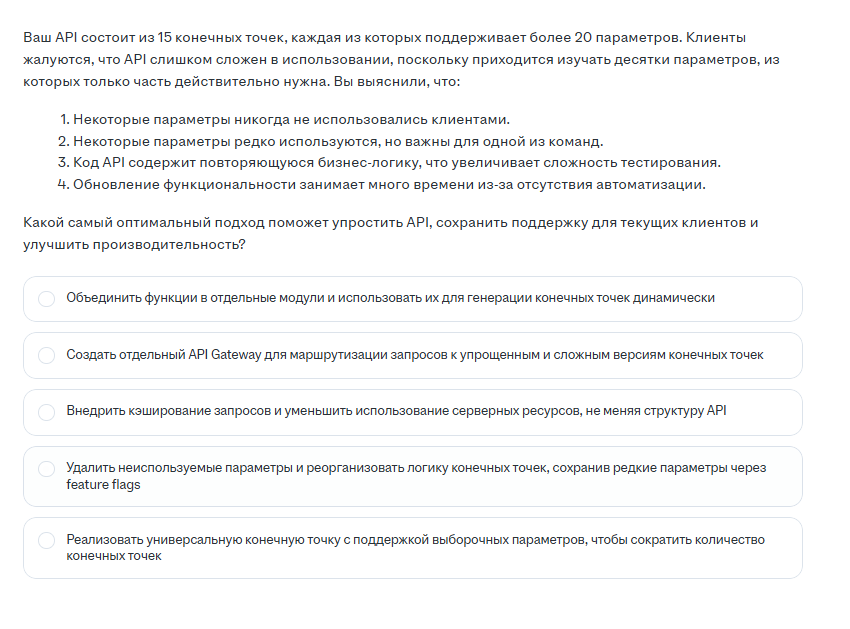 Ваш API состоит из 15 конечных точек, каждая из которых поддерживает более 20 параметров. Клиенты
жалуются, что API слишком сложен в использовании, поскольку приходится изучать десятки параметров, из
которых только часть действительно нужна. Вы выяснили, что:
1. Некоторые параметры никогда не использовались клиентами.
2. Некоторые параметры редко используются, но важны для одной из команд.
3. Код API содержит повторяющуюся бизнес-логику, что увеличивает сложность тестирования.
4. Обновление функциональности занимает много времени из-за отсутствия автоматизации.
Какой самый оптимальный подход поможет упростить API, сохранить поддержку для текущих клиентов и
улучшить производительность?
Объединить функции в отдельные модули и использовать их для генерации конечных точек динамически
Создать отдельный API Gateway для маршрутизации запросов к упрощенным и сложным версиям конечных точек
Внедрить кэширование запросов и уменьшить использование серверных ресурсов, не меняя структуру API
Удалить неиспользуемые параметры и реорганизовать логику конечных точек, сохранив редкие параметры через
feature flags
Реализовать универсальную конечную точку с поддержкой выборочных параметров, чтобы сократить количество
конечных точек